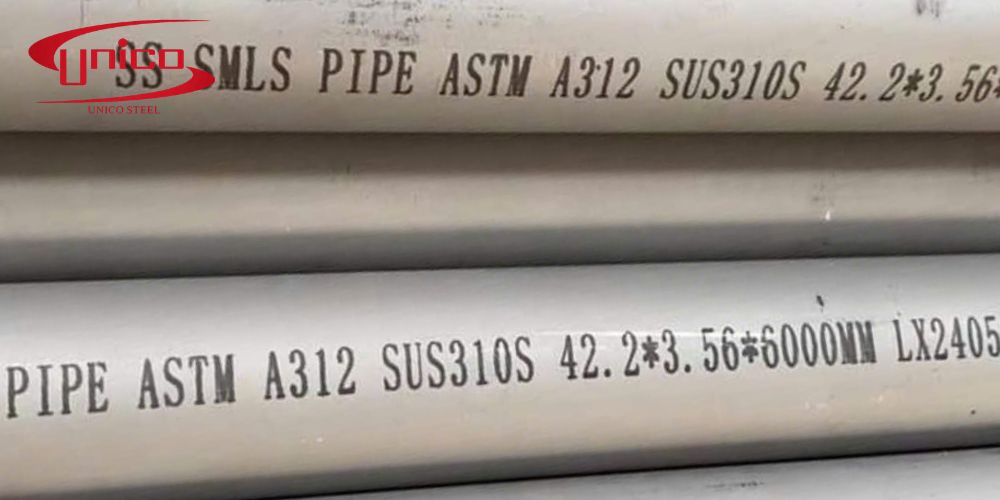 unico
UNICO STEEL
SS SMLS PIPE ASTM A312 SUS310S 42.2*3.56*
PIPE ASTM A312 SUS310S 42.2*3.56*6000MM LX2405